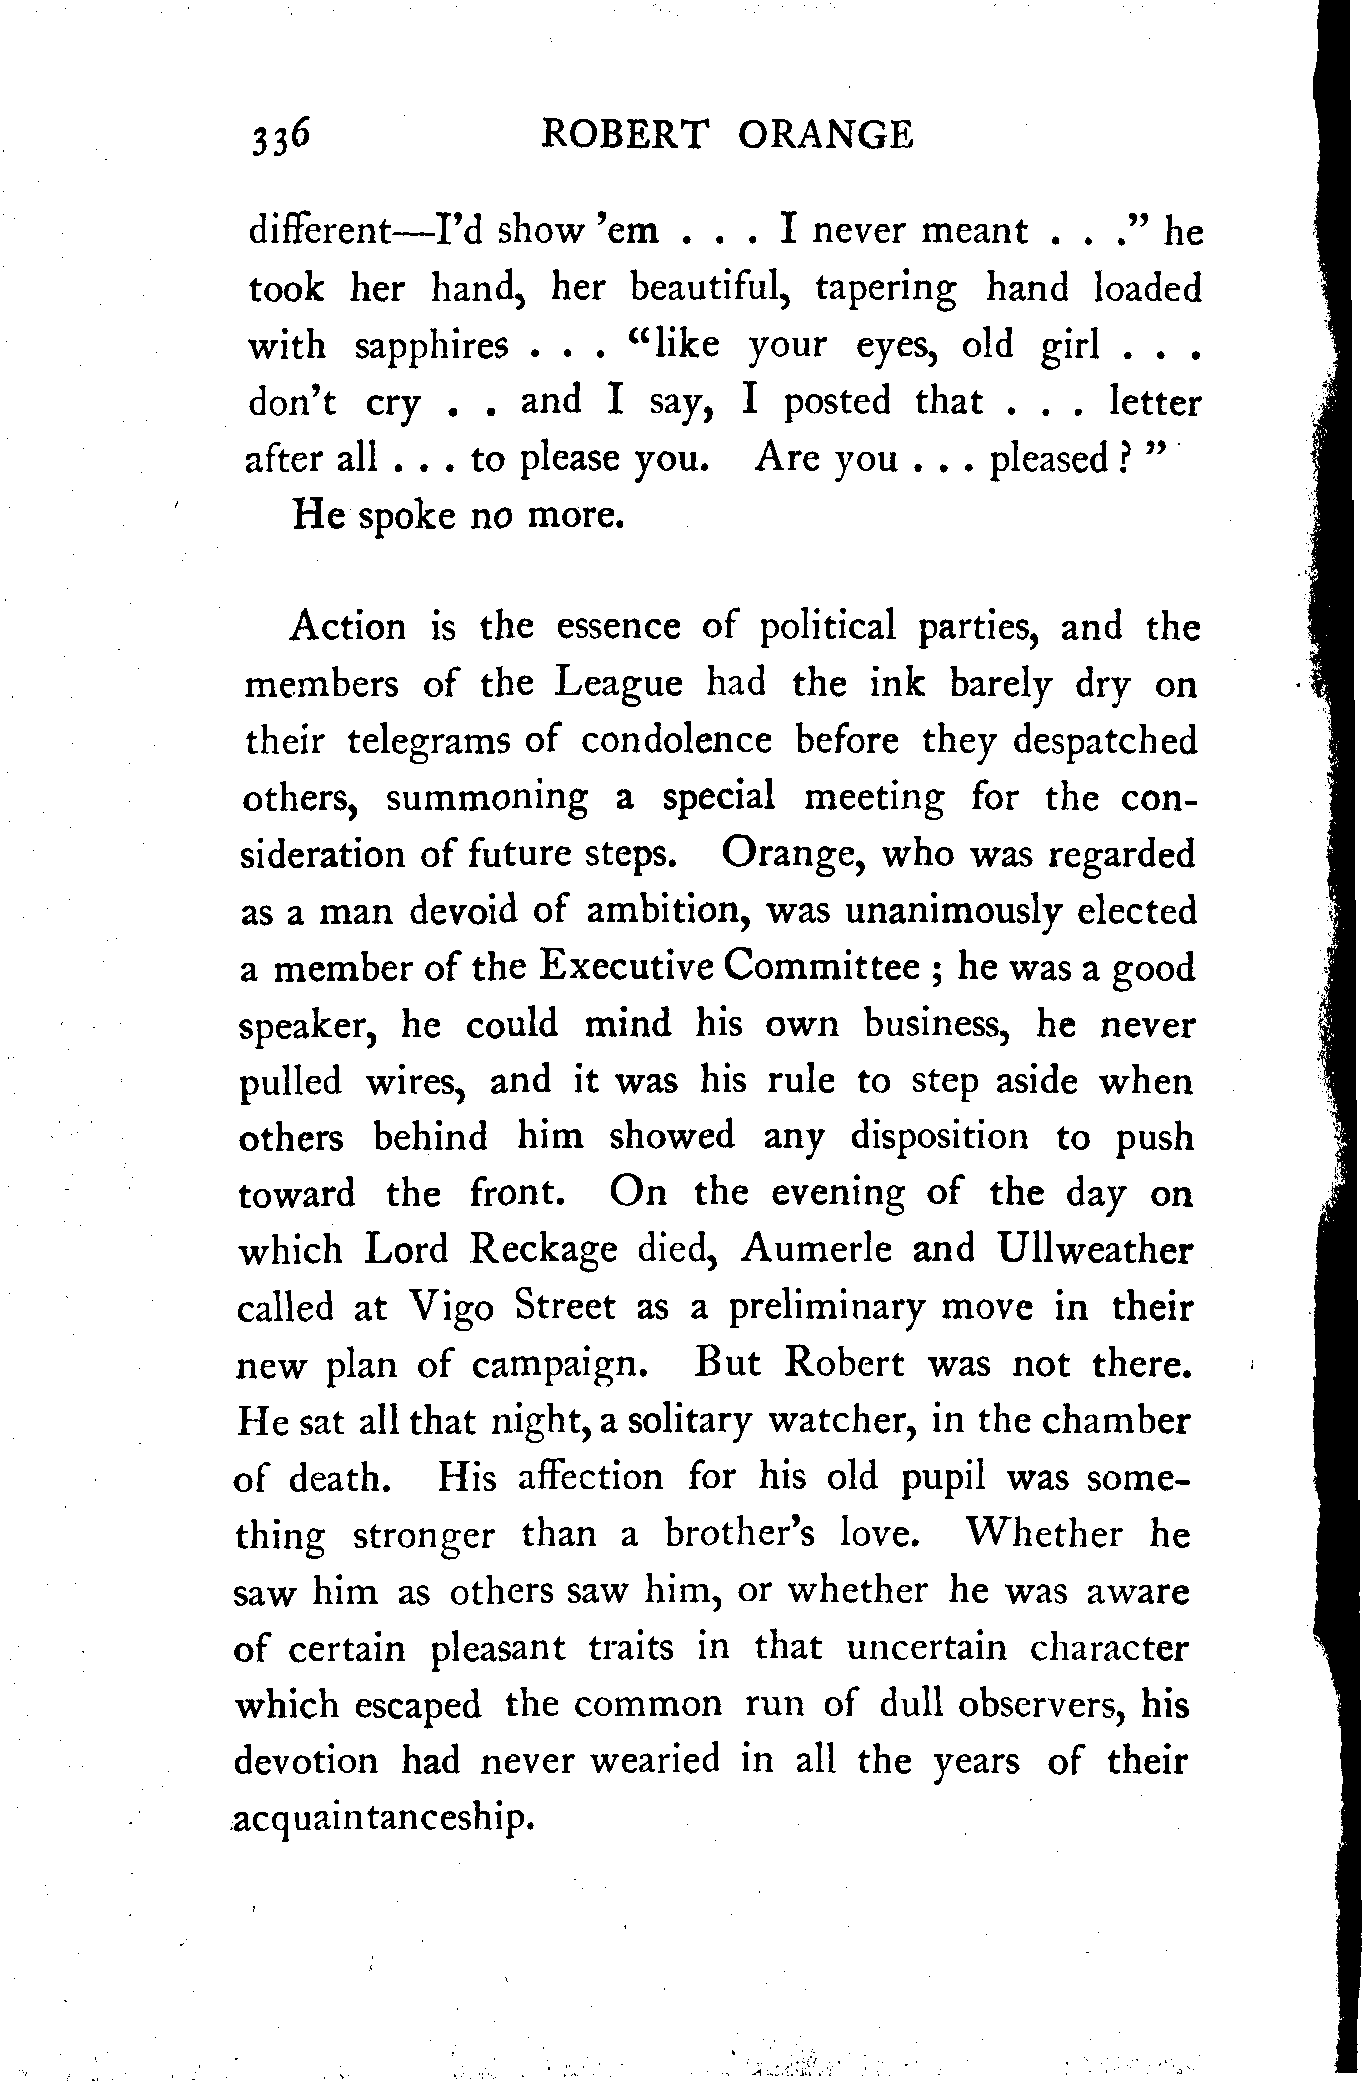 336 ROBERT ORANGE
different—I'd show 'em . . . I never meant . . ." he
took her hand, her beautiful, tapering hand loaded
with sapphires . . . "like your eyes, old girl . . .
don't cry . . and I say, I posted that . . . letter
after all . . . to please you. Are you . . . pleased ? "
He spoke no more.
Action is the essence of political parties, and the
members of the League had the ink barely dry on
their telegrams of condolence before they despatched
others, summoning a special meeting for the con-
sideration of future steps. Orange, who was regarded
as a man devoid of ambition, was unanimously elected
a member of the Executive Committee ; he was a good
speaker, he could mind his own business, he never
pulled wires, and it was his rule to step aside when
others behind him showed any disposition to push
toward the front. On the evening of the day on
which Lord Reckage died, Aumerle and Ullweather
called at Vigo Street as a preliminary move in their
new plan of campaign. But Robert was not there.
He sat all that night, a solitary watcher, in the chamber
of death. His affection for his old pupil was some-
thing stronger than a brother's love. Whether he
saw him as others saw him, or whether he was aware
of certain pleasant traits in that uncertain character
which escaped the common run of dull observers, his
devotion had never wearied in all the years of their
acquaintanceship.